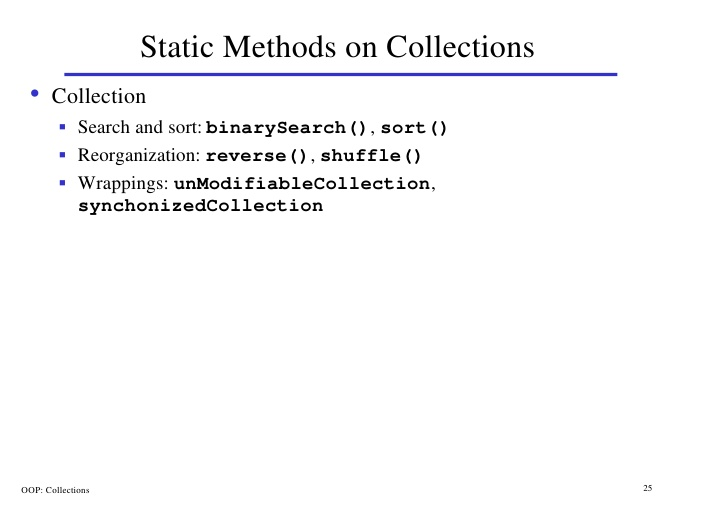 Static Methods on Collections
• Collection
▪ Search and sort: binarySearch(), sort()
▪ Reorganization: reverse(), shuffle()
▪ Wrappings: unModifiableCollection,
synchonizedCollection
OOP: Collections
25